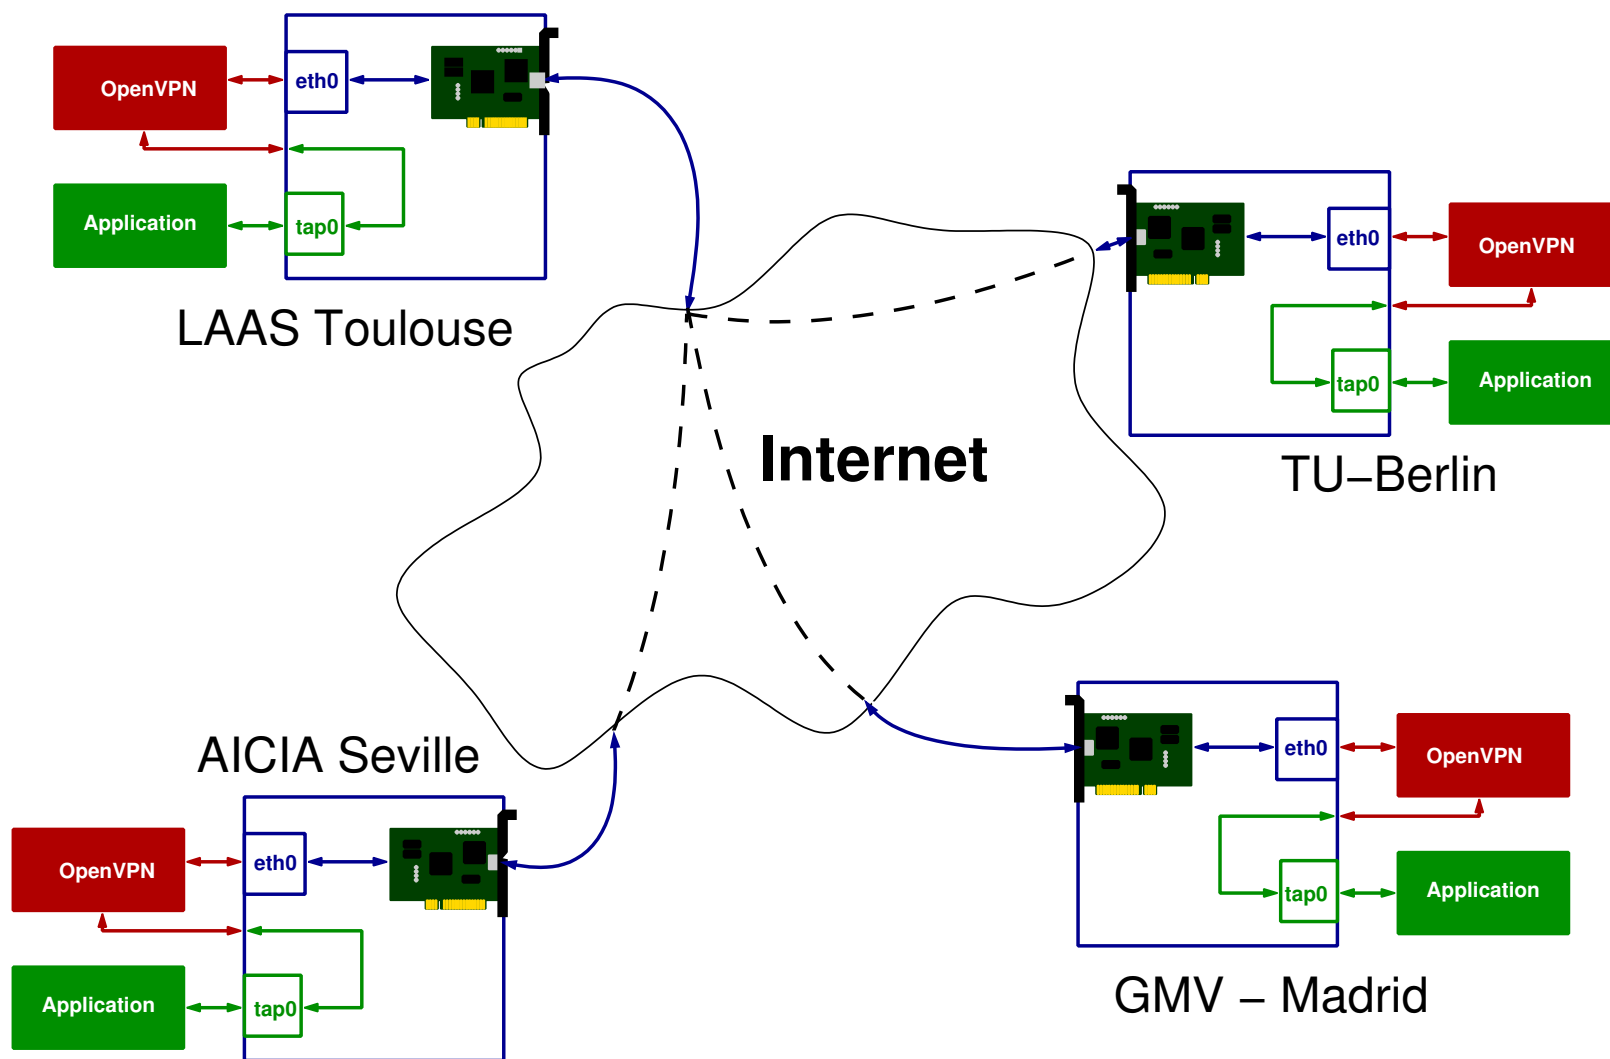 OpenVPN
eth0
Application
tap0
LAAS Toulouse
eth0
OpenVPN
tap0
Application
TU–Berlin
Internet
AICIA Seville
OpenVPN
eth0
Application
tap0
eth0
OpenVPN
tap0
Application
GMV – Madrid